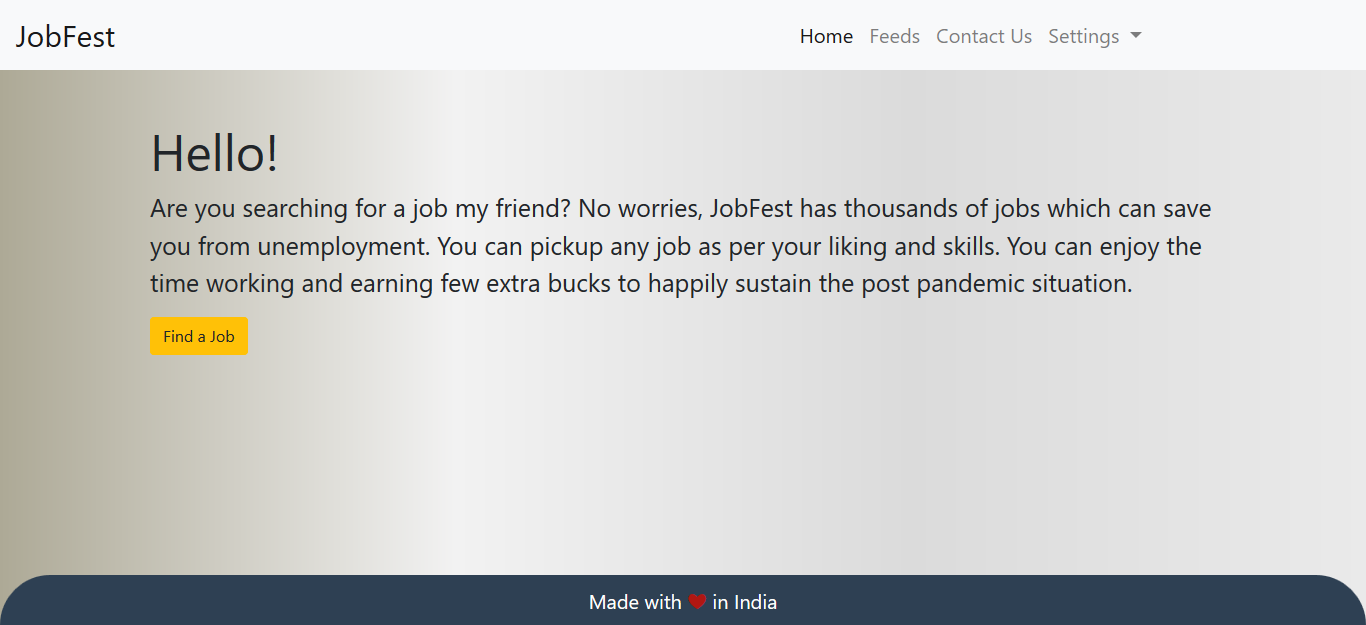 JobFest
Home Feeds Contact Us Settings
Hello!
Are you searching for a job my friend? No worries, JobFest has thousands of jobs which can save
you from unemployment. You can pickup any job as per your liking and skills. You can enjoy the
time working and earning few extra bucks to happily sustain the post pandemic situation.
Find a Job
Made with ❤ in India